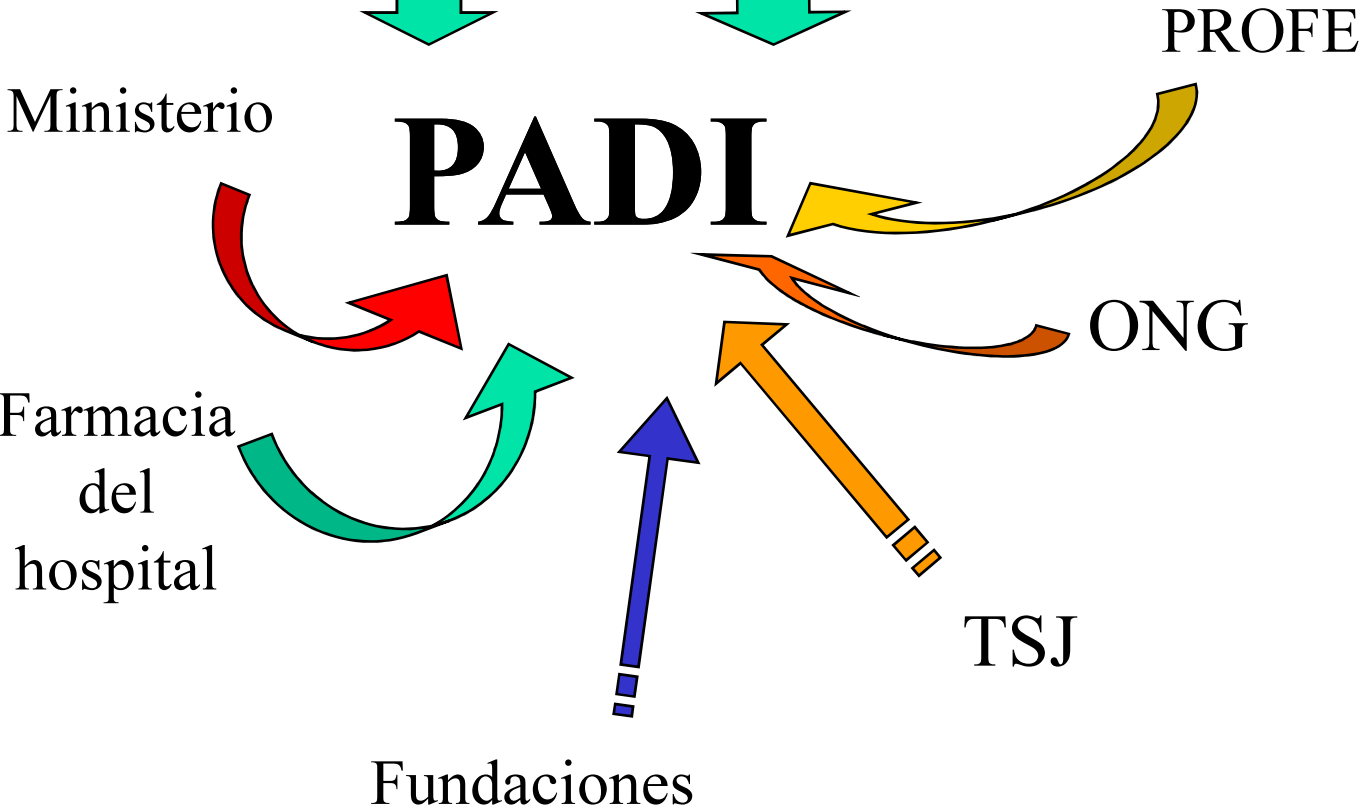 PROFE
Ministerio
PADI
ONG
Farmacia
del
hospital
TSJ
Fundaciones